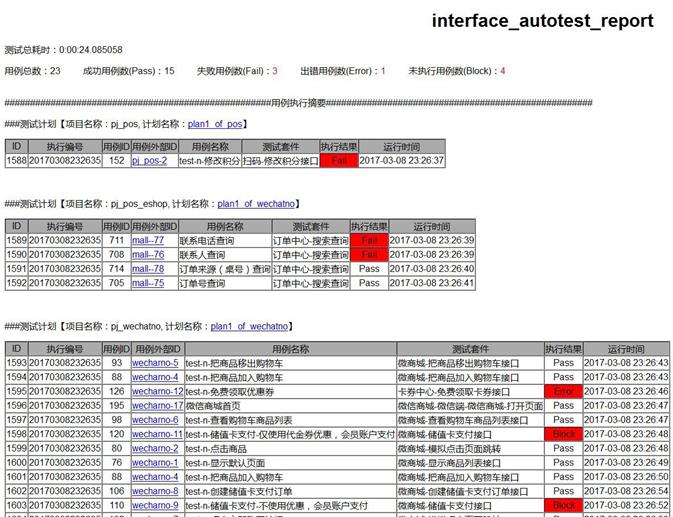 interface_autotest_report
测试总耗时：0:00:24.085058
用例总数：23 成功用例数(Pass)：15 失败用例数(Fail)：3 出错用例数(Error)：1 未执行用例数(Block)：4
####################################################用例执行摘要####################################################
###测试计划【项目名称：pj_pos, 计划名称：plan1_of_pos】
ID 执行编号 用例ID 用例外部ID 用例名称 测试套件 执行结果 运行时间
1588 20170308232635 152 pj_pos-2 test-n-修改积分 扫码-修改积分接口 Fail 2017-03-08 23:26:37
###测试计划【项目名称：pj_pos_eshop, 计划名称：plan1_of_wechatno】
ID 执行编号 用例ID 用例外部ID 用例名称 测试套件 执行结果 运行时间
1589 20170308232635 711 mall--77 联系电话查询 订单中心-搜索查询 Fail 2017-03-08 23:26:39
1590 20170308232635 708 mall--76 联系人查询 订单中心-搜索查询 Fail 2017-03-08 23:26:39
1591 20170308232635 714 mall--78 订单来源（桌号）查询 订单中心-搜索查询 Pass 2017-03-08 23:26:40
1592 20170308232635 705 mall--75 订单号查询 订单中心-搜索查询 Pass 2017-03-08 23:26:41
###测试计划【项目名称：pj_wechatno, 计划名称：plan1_of_wechatno】
ID 执行编号 用例ID 用例外部ID 用例名称 测试套件 执行结果 运行时间
1593 20170308232635 93 wecharno-5 test-n-把商品移出购物车 微商城-把商品移出购物车接口 Pass 2017-03-08 23:26:43
1594 20170308232635 88 wecharno-4 test-n-把商品加入购物车 微商城-把商品加入购物车接口 Pass 2017-03-08 23:26:43
1595 20170308232635 126 wecharno-12 test-n-免费领取优惠券 卡券中心-免费领取卡券接口 Error 2017-03-08 23:26:46
1596 20170308232635 195 wecharno-17 微信商城首页 微信商城-微信端-微信商城-打开页面 Pass 2017-03-08 23:26:47
1597 20170308232635 98 wecharno-6 test-n-查看购物车商品列表 微商城-查看购物车商品列表接口 Pass 2017-03-08 23:26:47
1598 20170308232635 120 wecharno-11 test-n-储值卡支付-仅使用代金券优惠，会员账户支付 微商城-储值卡支付接口 Block 2017-03-08 23:26:48
1599 20170308232635 80 wecharno-2 test-n-点击商品 微商城-模拟点击页面跳转 Pass 2017-03-08 23:26:48
1600 20170308232635 76 wecharno-1 test-n-显示默认页面 微商城-显示商品列表接口 Pass 2017-03-08 23:26:49
1601 20170308232635 88 wecharno-4 test-n-把商品加入购物车 微商城-把商品加入购物车接口 Pass 2017-03-08 23:26:50
1602 20170308232635 106 wecharno-8 test-n-创建储值卡支付订单 微商城-创建储值卡支付订单接口 Pass 2017-03-08 23:26:54
1603 20170308232635 110 wecharno-9 test-n-储值卡支付-不使用优惠，会员账户支付 微商城-储值卡支付接口 Block 2017-03-08 23:26:52